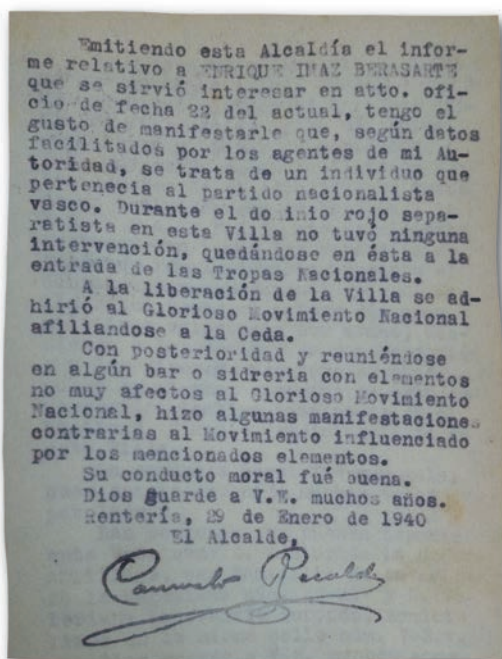 Emitiendo esta Alcaldía el infor-
me relativo a ENRIQUE IMAZ BERASARTE
que se sirvió interesar en atto. ofi-
cio de fecha 22 del actual, tengo el
gusto de manifestarle que, según datos
facilitados por los agentes de mi Au-
toridad, se trata de un individuo que
pertenecia al partido nacionalista
vasco. Durante el dominio rojo sepa-
ratista en esta Villa no tuvó ninguna
intervención, quedándose en ésta a la
entrada de las Tropas Nacionales.
A la liberación de la Villa se ad-
hirió al Glorioso Movimiento Nacional
afiliandose a la Ceda.
Con posterioridad y reuniéndose
en algún bar o sidreria con elementos
no muy afectos al Glorioso Movimiento
Nacional, hizo algunas manifestaciones
contrarias al Movimiento influenciado
por los mencionados elementos.
Su conducto moral fué buena.
Dios guarde a V.E. muchos años.
Rentería, 29 de Enero de 1940
El Alcalde,
Recalde